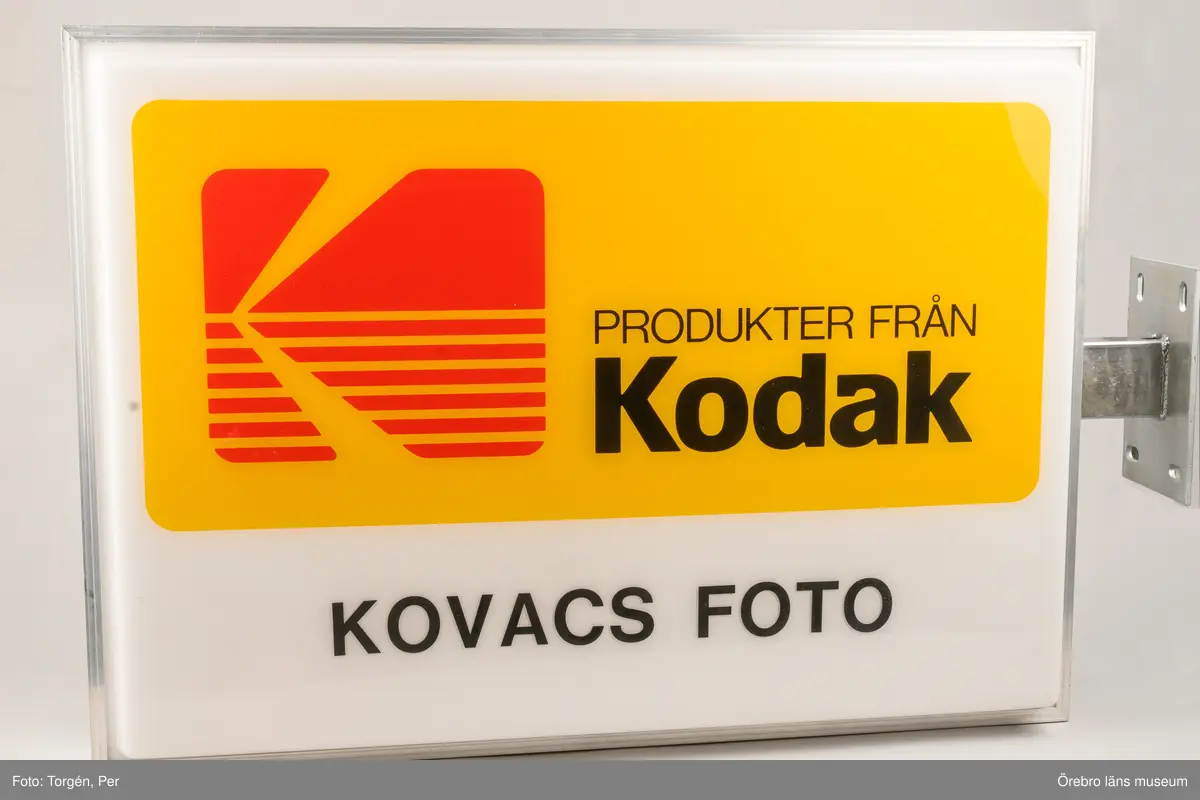 PRODUKTER FRÅN
Kodak
KOVACS FOTO
Foto: Torgén, Per
Örebro läns museum